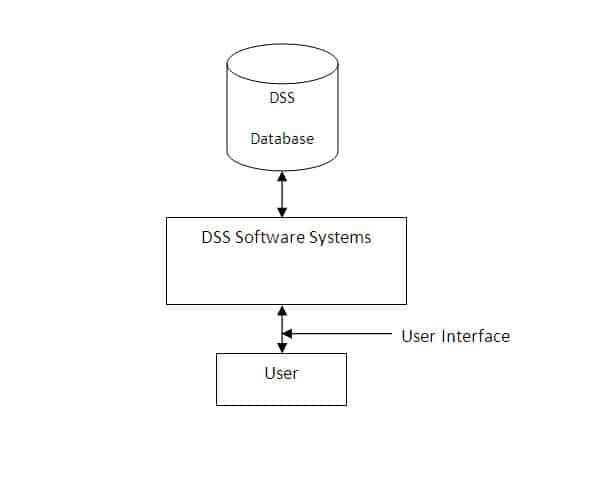 DSS
Database
DSS Software Systems
User Interface
User